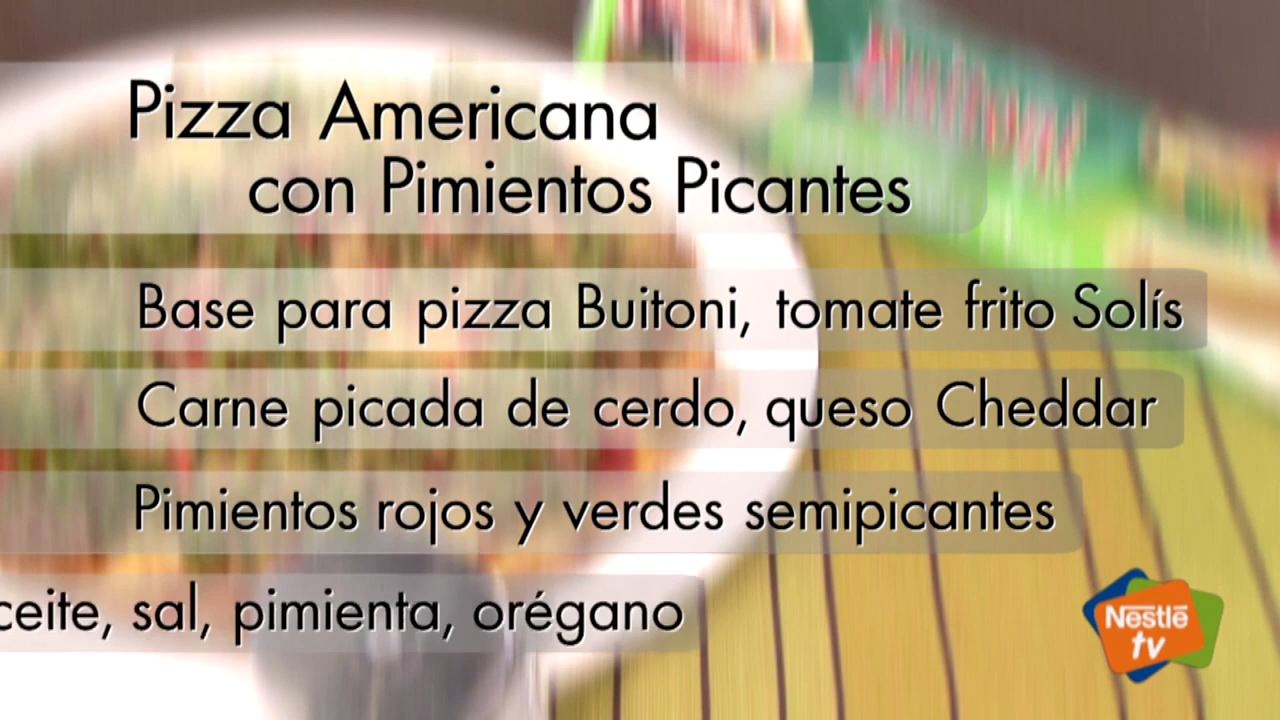 Pizza Americana
con Pimientos Picantes
Base para pizza Buitoni, tomate frito Solís
Carne picada de cerdo, queso Cheddar
Pimientos rojos y verdes semipicantes
ceite, sal, pimienta, orégano
Nestlé
tv